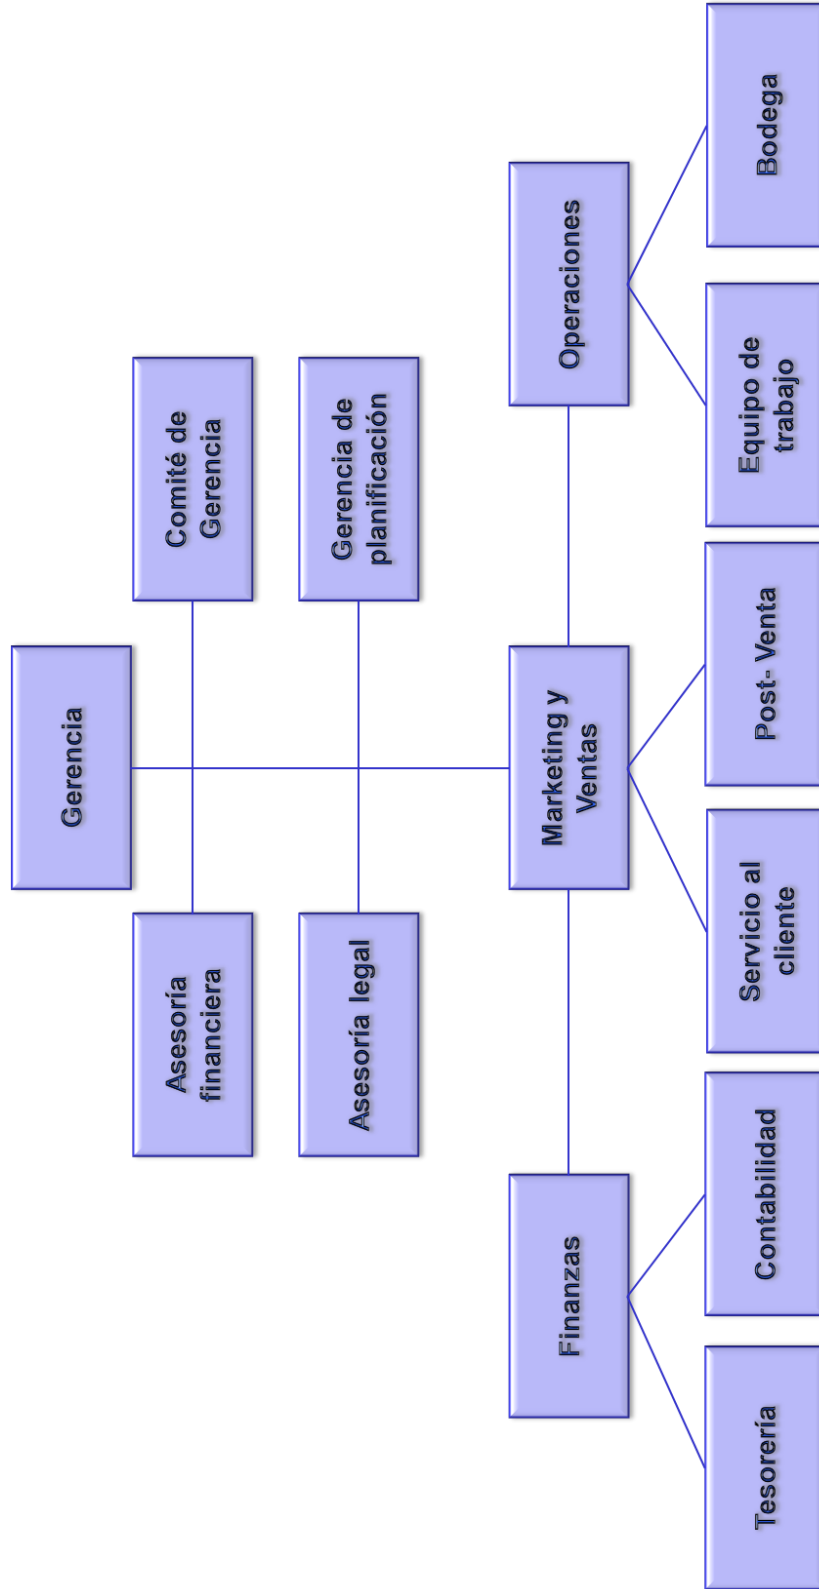 Gerencia
Asesoría
financiera
Comité de
Gerencia
Asesoría legal
Gerencia de
planificación
Finanzas
Marketing y
Ventas
Operaciones
Tesorería
Contabilidad
Servicio al
cliente
Post- Venta
Equipo de
trabajo
Bodega